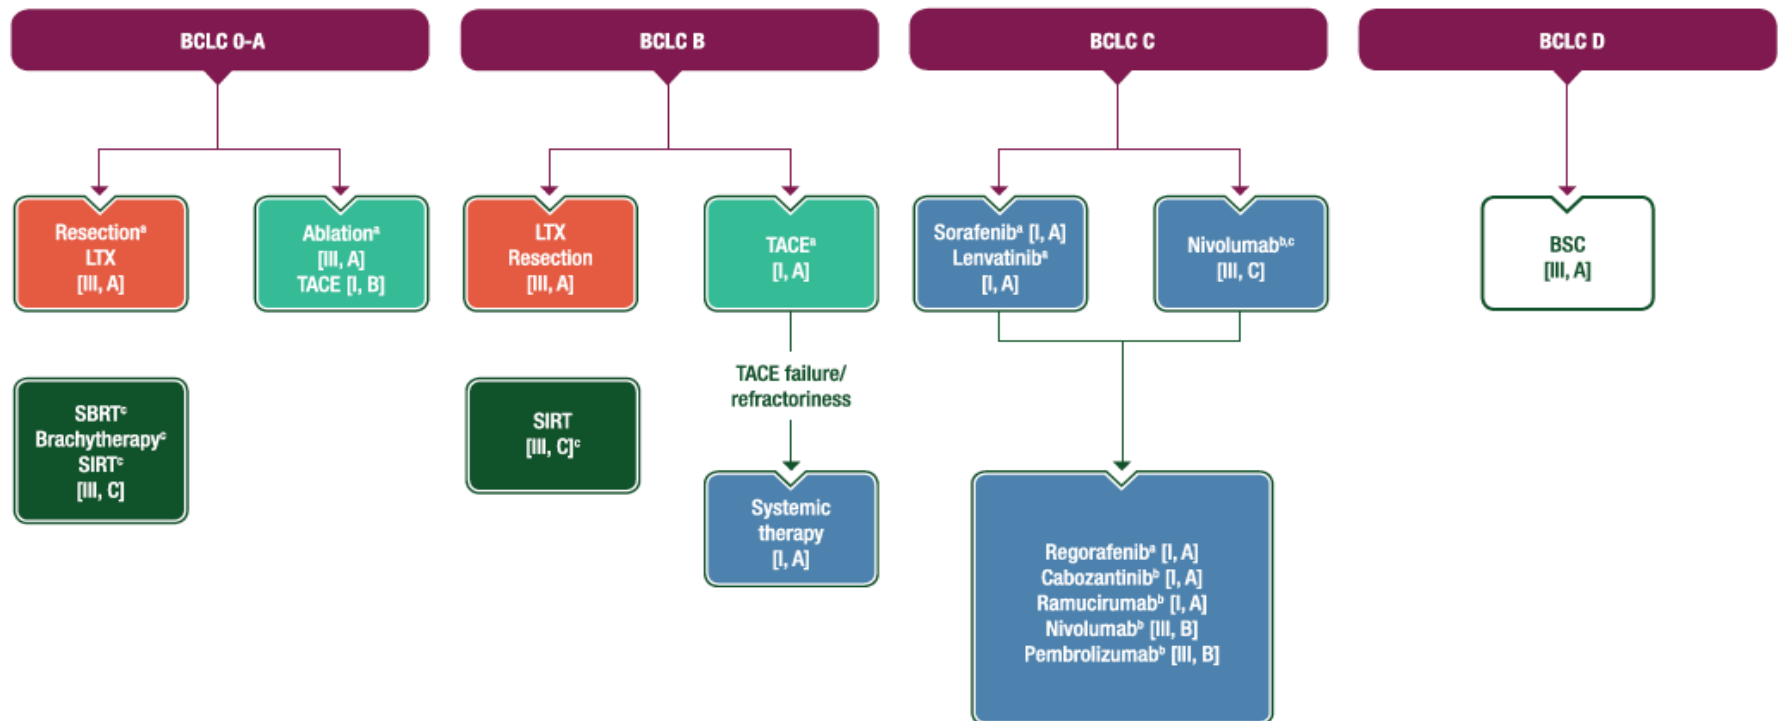 BCLC 0-A
BCLC B
BCLC C
BCLC D
Resectionᵃ
LTX
[III, A]
Ablationᵃ
[III, A]
TACE [I, B]
LTX
Resection
[III, A]
TACEᵃ
[I, A]
Sorafenibᵃ [I, A]
Lenvatinibᵃ
[I, A]
Nivolumabᵇ,ᶜ
[III, C]
BSC
[III, A]
SBRTᶜ
Brachytherapyᶜ
SIRTᶜ
[III, C]
SIRT
[III, C]ᶜ
TACE failure/
refractoriness
Systemic
therapy
[I, A]
Regorafenibᵃ [I, A]
Cabozantinibᵇ [I, A]
Ramucirumabᵇ [I, A]
Nivolumabᵇ [III, B]
Pembrolizumabᵇ [III, B]